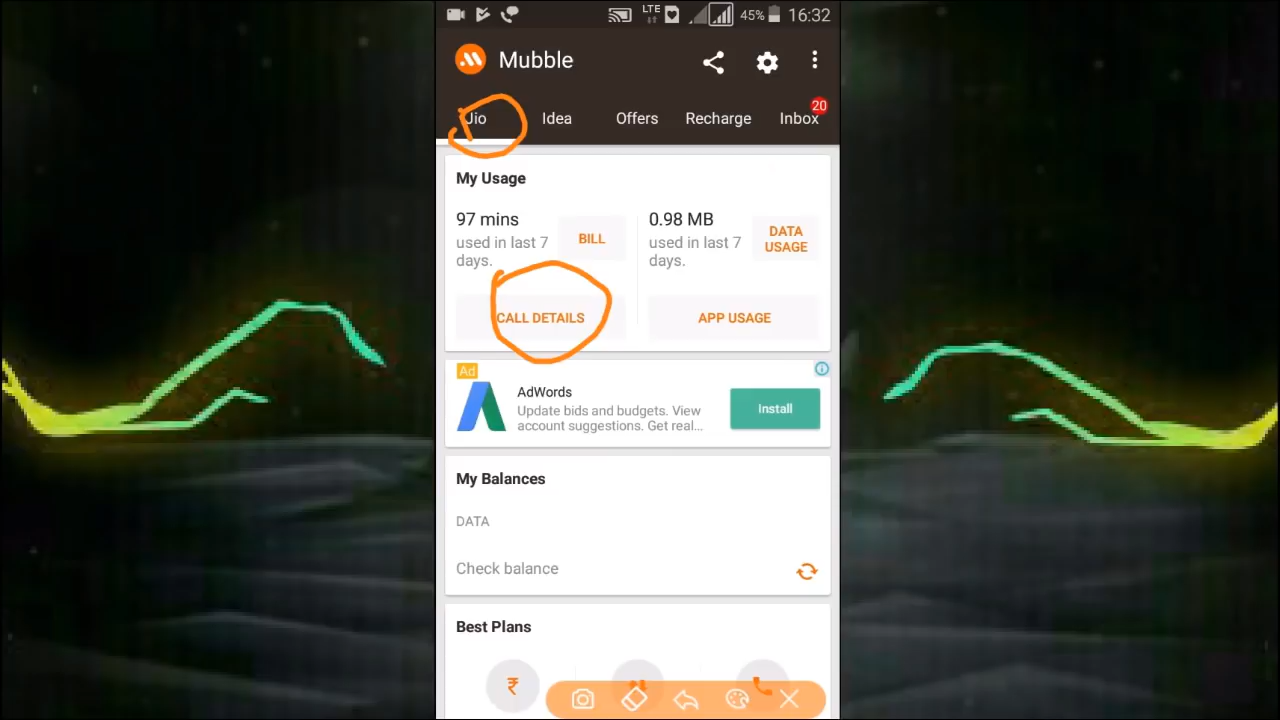 LTE 45% 16:32
Mubble
20
Jio Idea Offers Recharge Inbox
My Usage
97 mins
used in last 7
days.
BILL
0.98 MB
used in last 7
days.
DATA
USAGE
CALL DETAILS
APP USAGE
Ad
AdWords
Update bids and budgets. View
account suggestions. Get real...
Install
My Balances
DATA
Check balance
Best Plans
₹